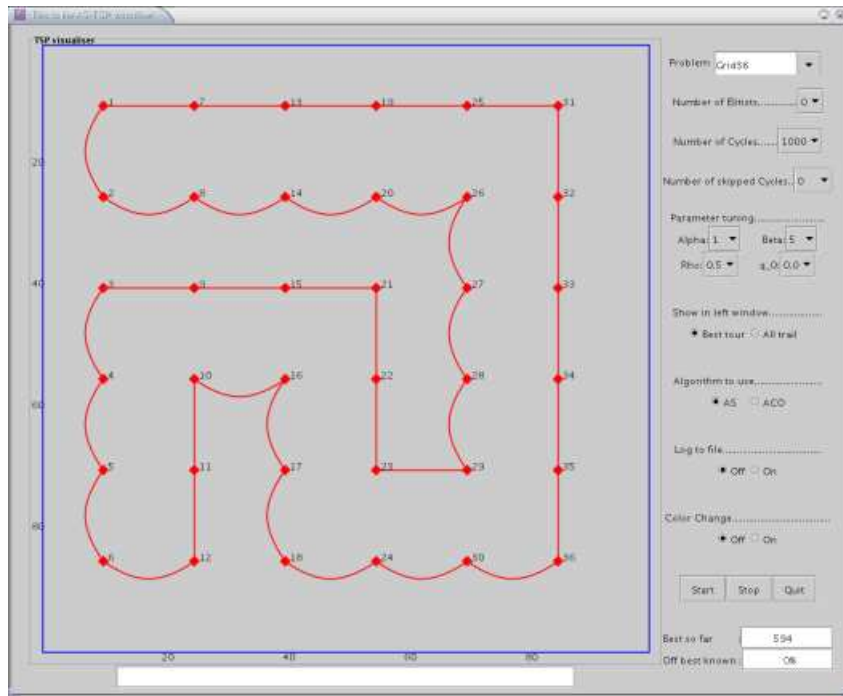 TSP visualiser
Problem: Grid36
1 7 13 19 25 31
Number of Elitists............. 0
Number of Cycles...... 1000
20
Number of skipped Cycles.. 0
2 8 14 20 26 32
Parameter tuning....................
Alpha: 1 Beta: 5
Rho: 0.5 q_0: 0.0
40
3 9 15 21 27 33
Show in left window...............
Best tour All trail
4 10 16 22 28 34
Algorithm to use...................
AS ACO
60
Log to file...........................
5 11 17 23 29 35
Off On
Color Change...........................
80
Off On
6 12 18 24 30 36
Start Stop Quit
Best so far : 594
20 40 60 80
Off best known : 0%